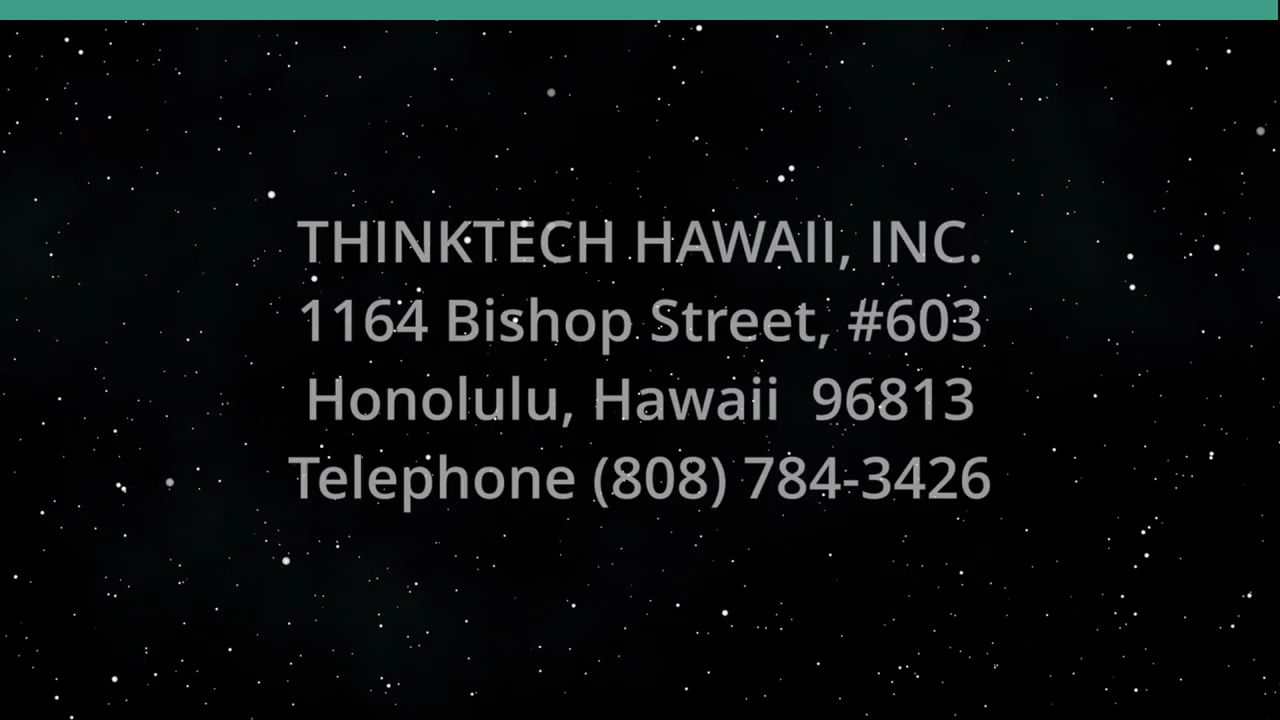 THINKTECH HAWAII, INC.
1164 Bishop Street, #603
Honolulu, Hawaii  96813
Telephone (808) 784-3426